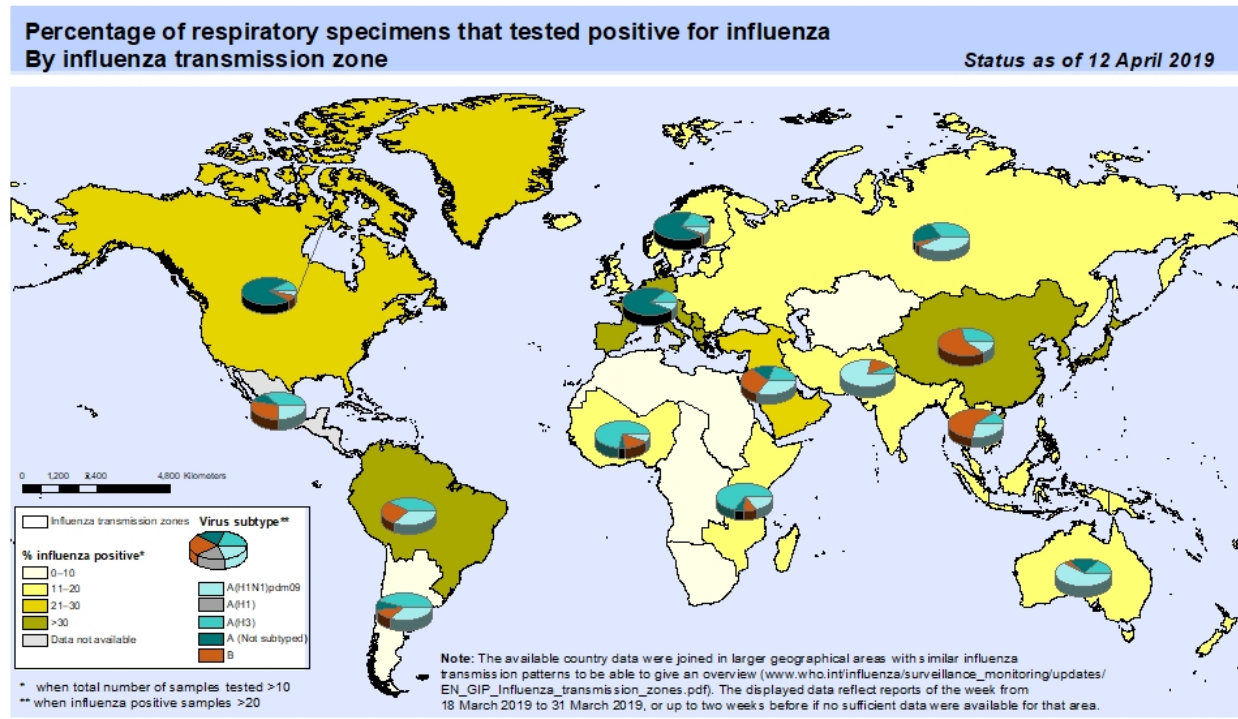 Percentage of respiratory specimens that tested positive for influenza
By influenza transmission zone
Status as of 12 April 2019
0 1,200 2,400 4,800 Kilometers
Influenza transmission zones
% influenza positive*
0–10
11–20
21–30
>30
Data not available
Virus subtype**
A(H1N1)pdm09
A(H1)
A(H3)
A (Not subtyped)
B
* when total number of samples tested >10
** when influenza positive samples >20
Note: The available country data were joined in larger geographical areas with similar influenza
transmission patterns to be able to give an overview (www.who.int/influenza/surveillance_monitoring/updates/
EN_GIP_Influenza_transmission_zones.pdf). The displayed data reflect reports of the week from
18 March 2019 to 31 March 2019, or up to two weeks before if no sufficient data were available for that area.